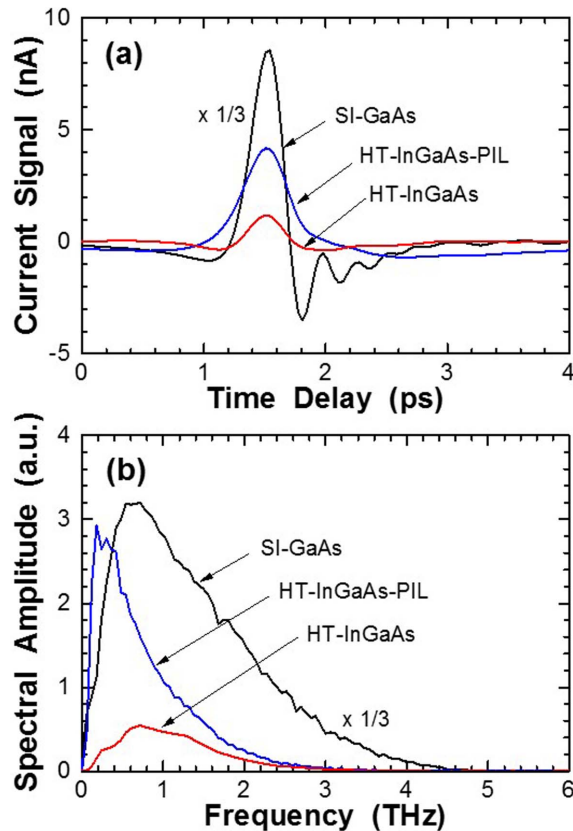 10
(a)
x 1/3
SI-GaAs
5
HT-InGaAs-PIL
HT-InGaAs
0
-5
Current Signal (nA)
0 1 2 3 4
Time Delay (ps)
4
(b)
3
SI-GaAs
2
HT-InGaAs-PIL
HT-InGaAs
1
x 1/3
0
Spectral Amplitude (a.u.)
0 1 2 3 4 5 6
Frequency (THz)